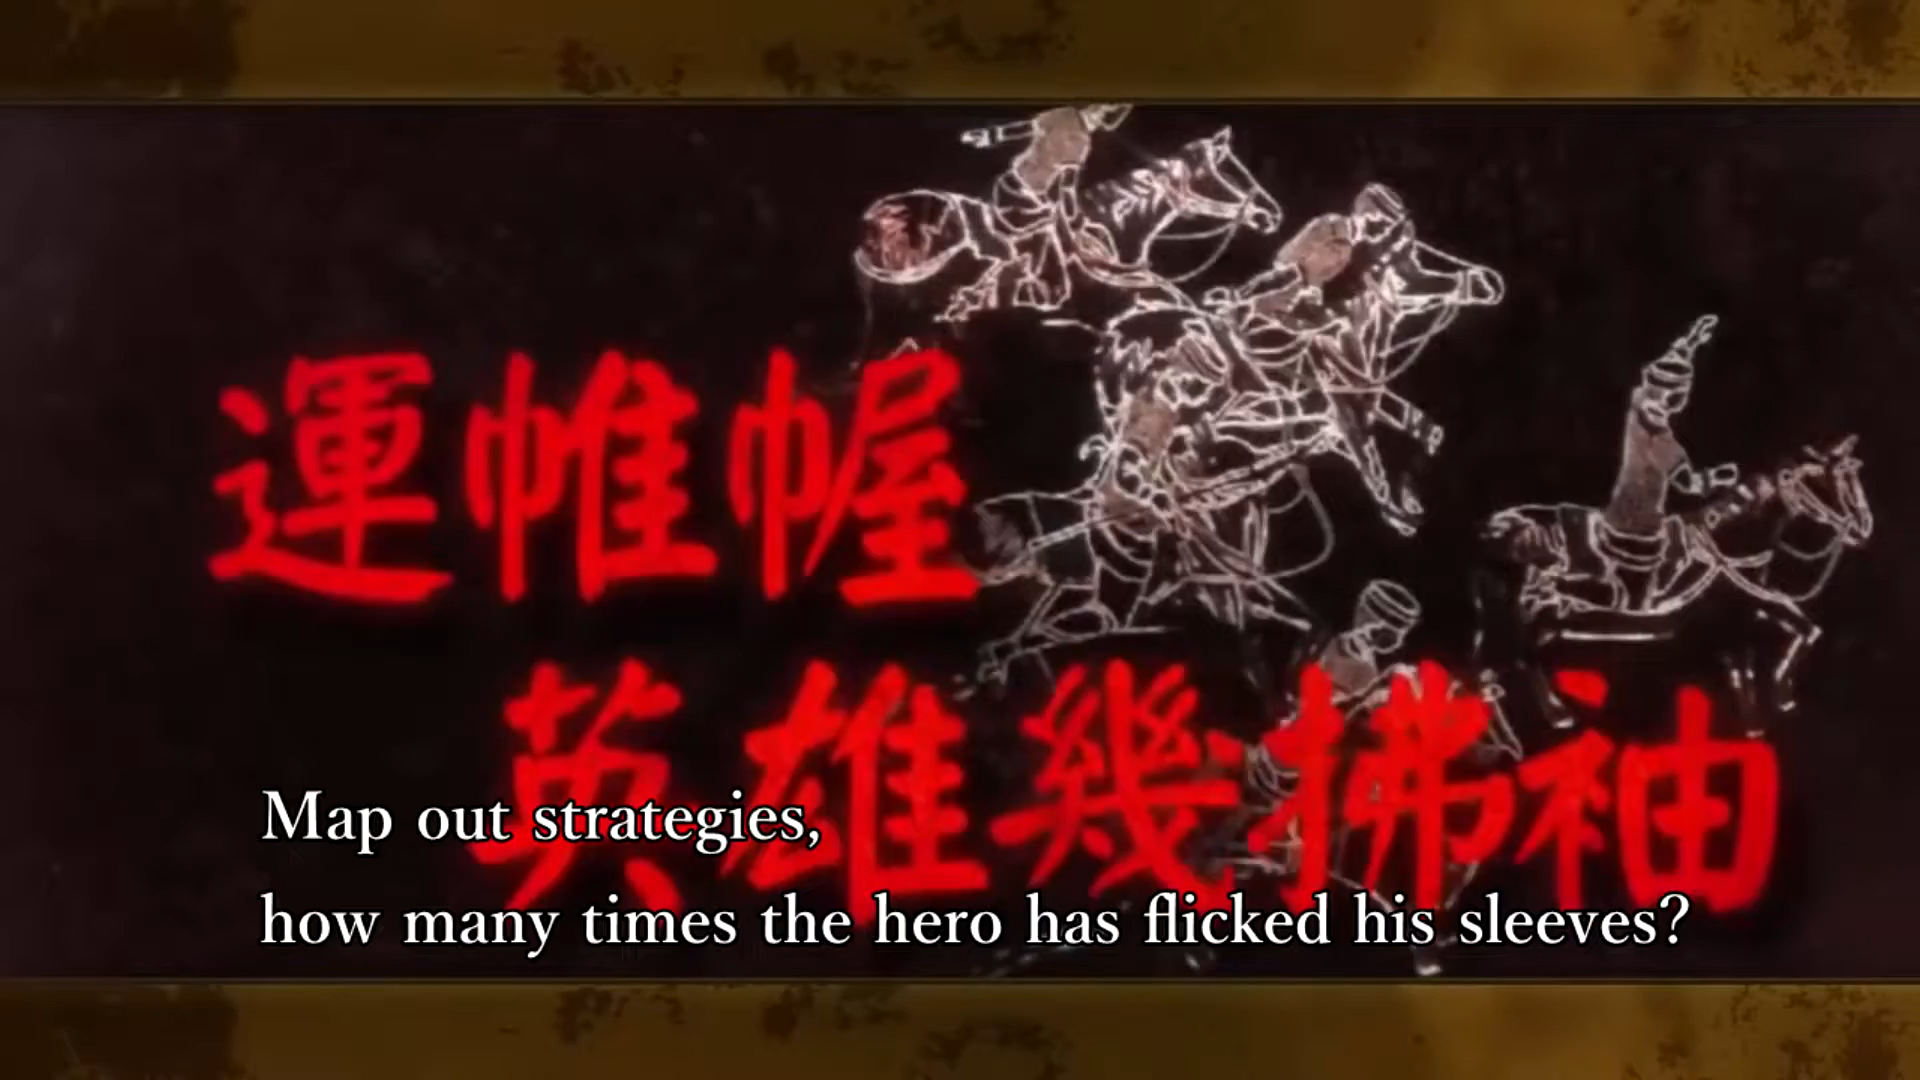 運帷幄
英雄幾拂袖
Map out strategies,
how many times the hero has flicked his sleeves?